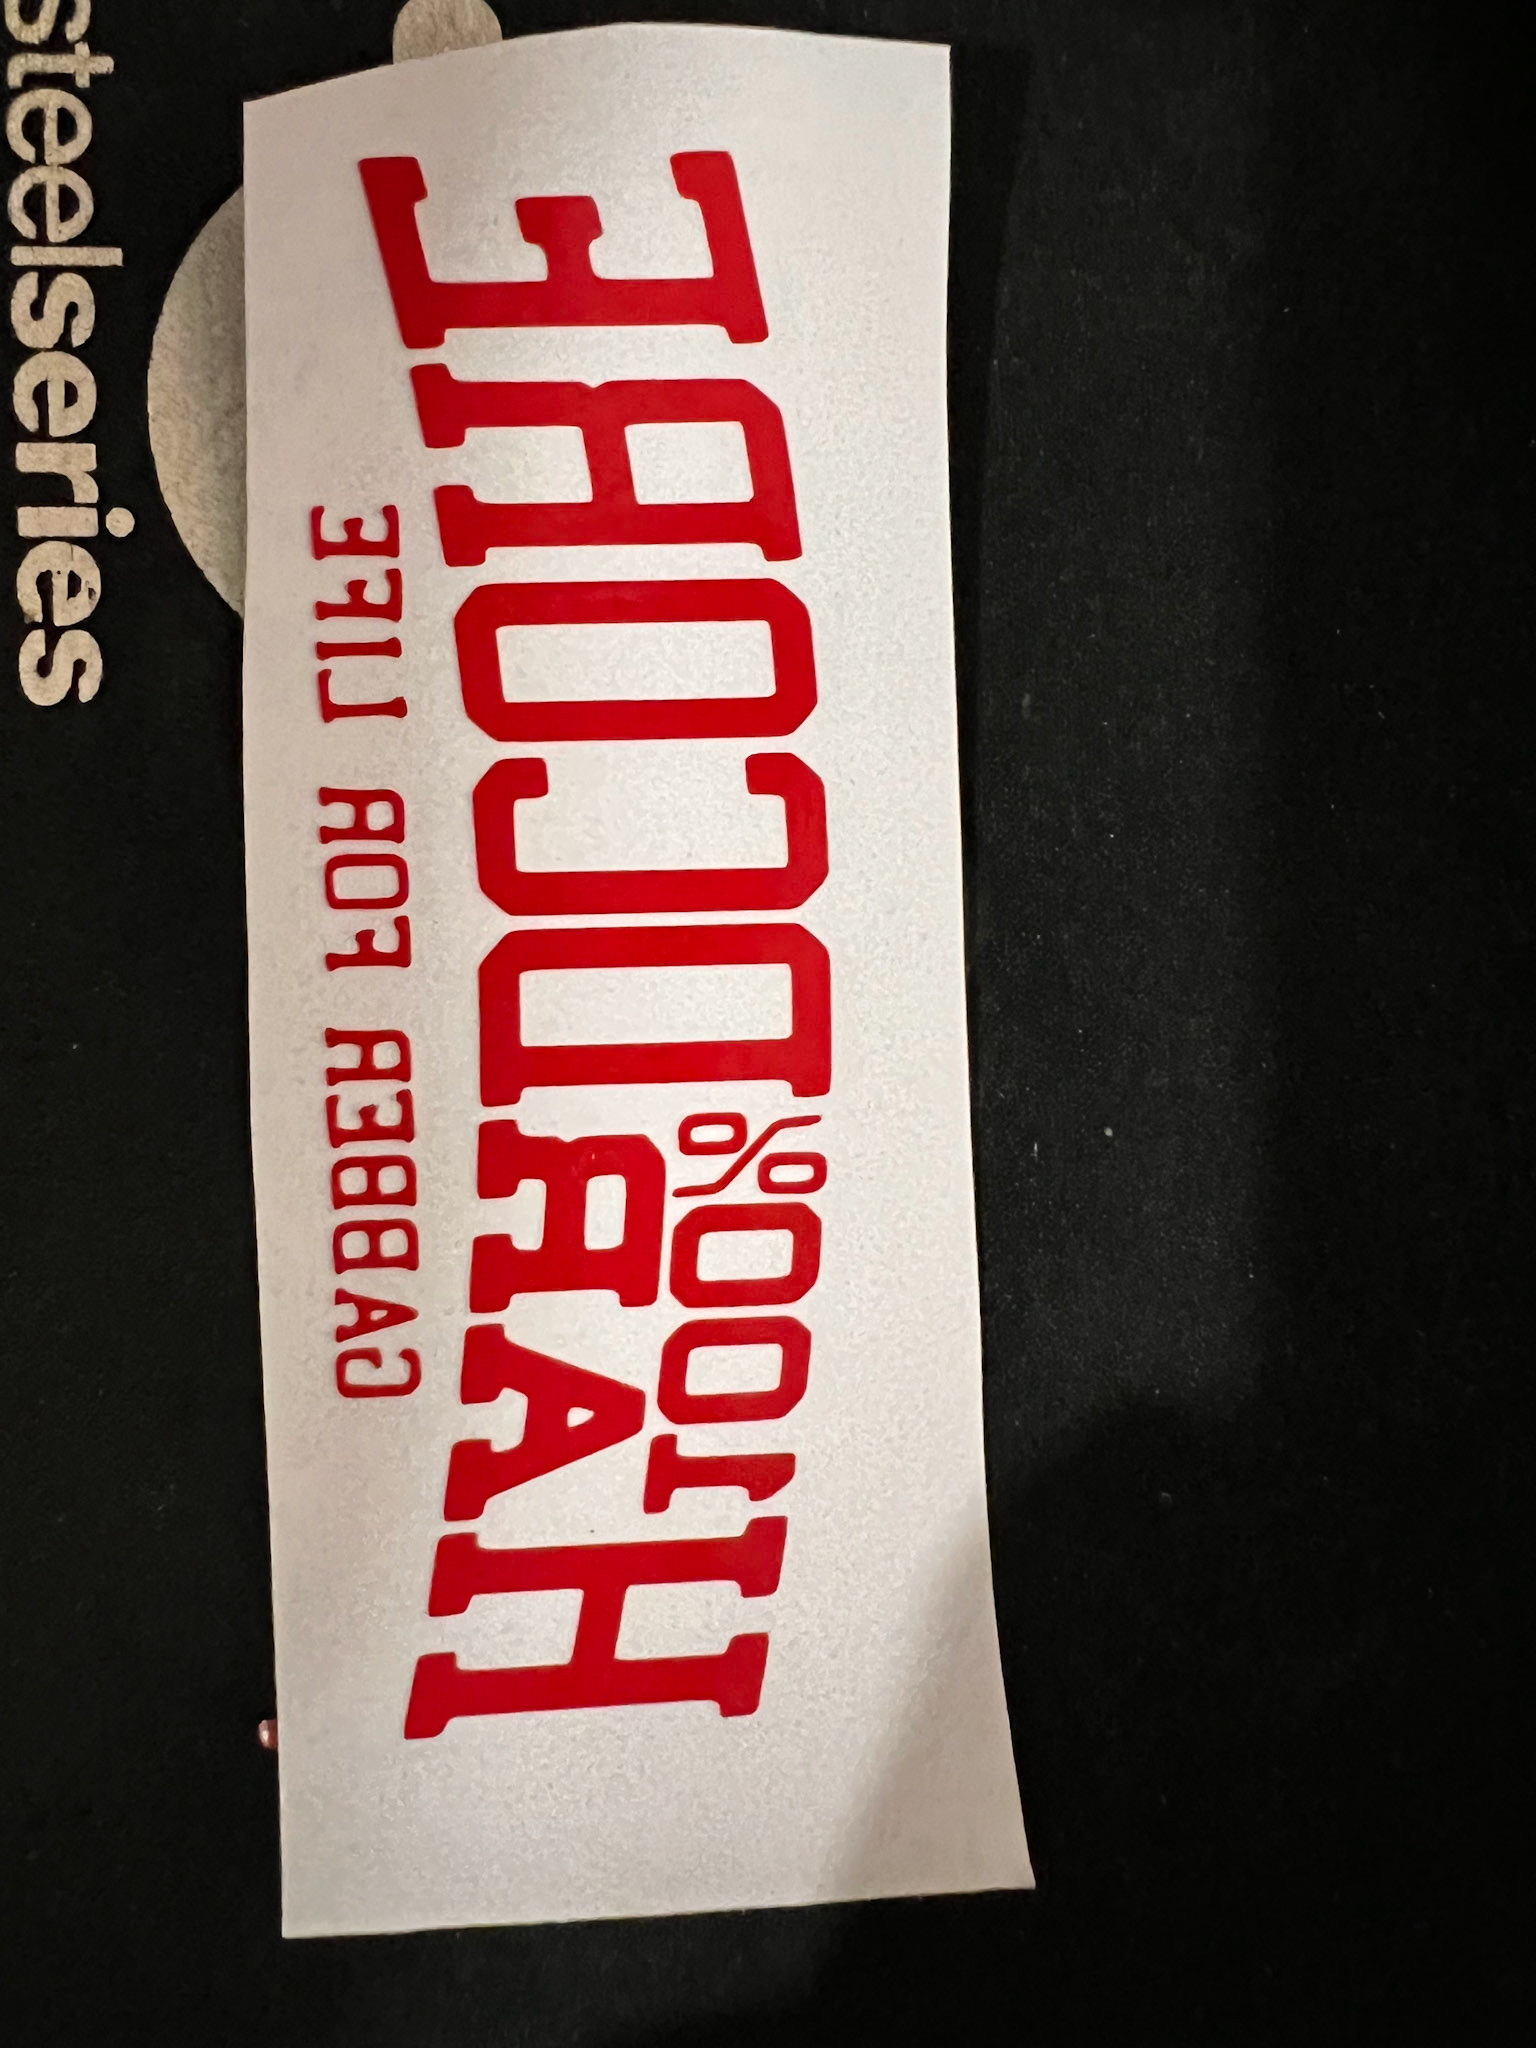 steelseries
100%
HARDCORE
GABBER FOR LIFE